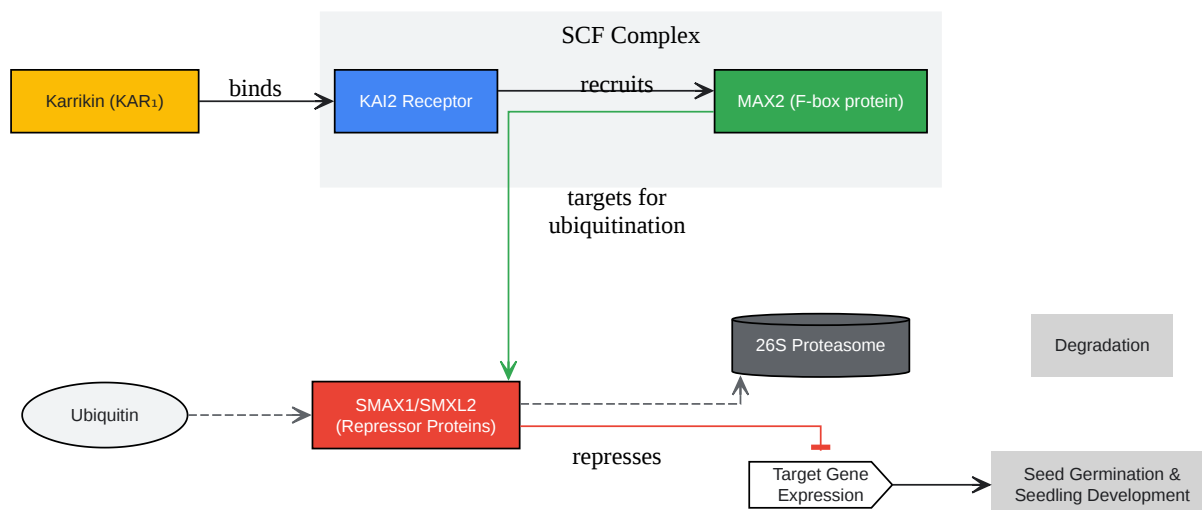 SCF Complex
Karrikin (KAR₁)
binds
KAI2 Receptor
recruits
MAX2 (F-box protein)
targets for
ubiquitination
26S Proteasome
Degradation
Ubiquitin
SMAX1/SMXL2
(Repressor Proteins)
represses
Target Gene
Expression
Seed Germination &
Seedling Development